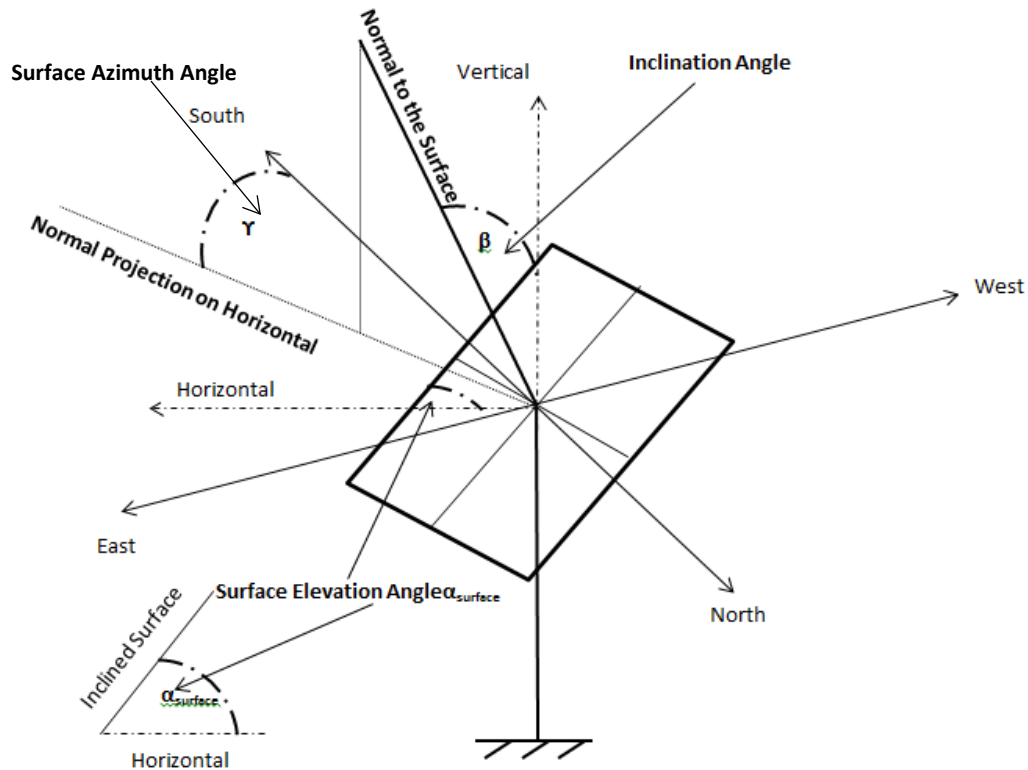 Normal to the Surface
Surface Azimuth Angle
Inclination Angle
Vertical
South
ϒ
β
Normal Projection on Horizontal
West
Horizontal
East
Surface Elevation Angleαsurface
North
Inclined Surface
αsurface
Horizontal